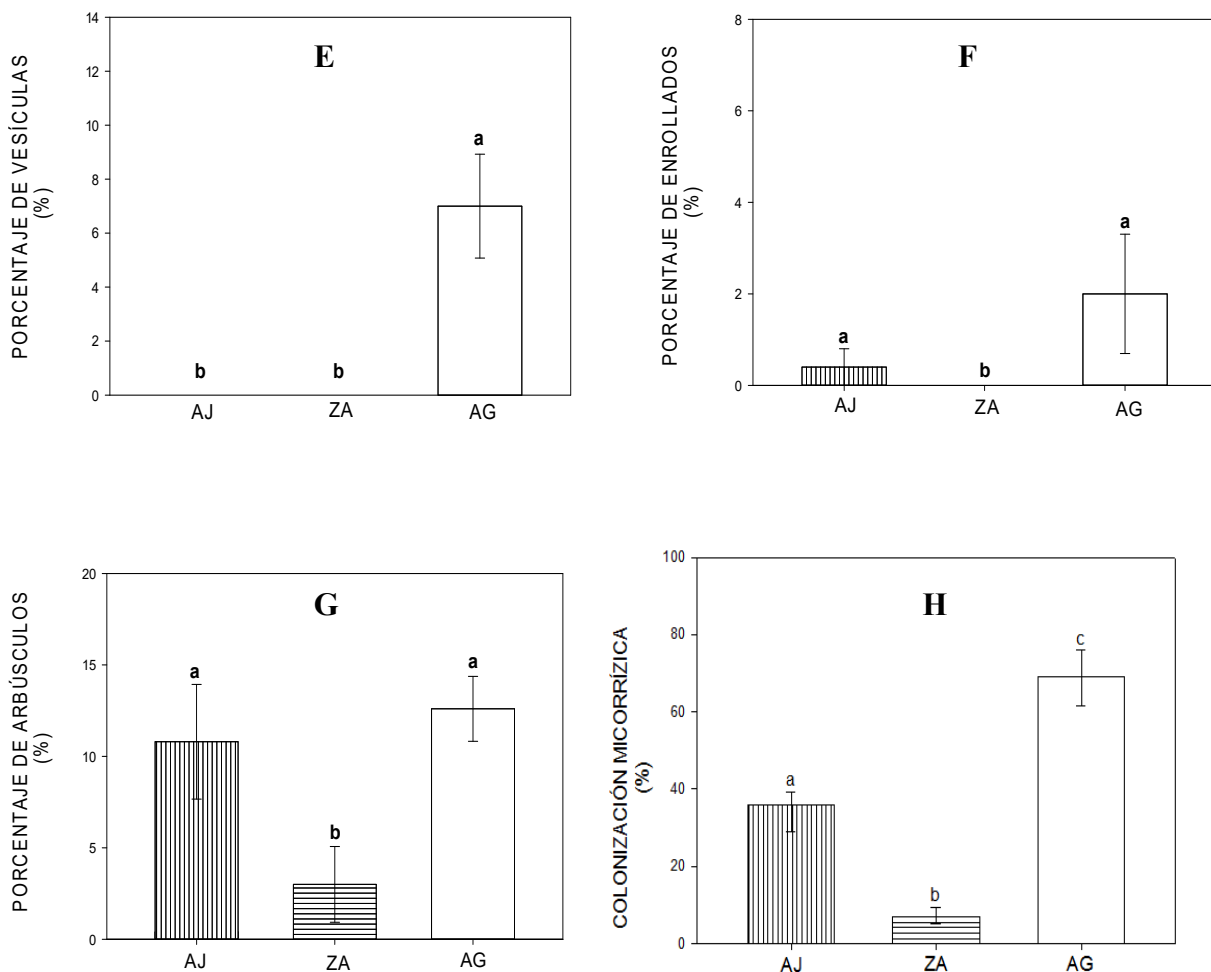 E
PORCENTAJE DE VESÍCULAS
(%)
14
12
10
8
6
4
2
0
b
b
a
AJ
ZA
AG
F
PORCENTAJE DE ENROLLADOS
(%)
8
6
4
2
0
a
b
a
AJ
ZA
AG
G
PORCENTAJE DE ARBÚSCULOS
(%)
20
15
10
5
0
a
b
a
AJ
ZA
AG
H
COLONIZACIÓN MICORRÍZICA
(%)
100
80
60
40
20
0
a
b
c
AJ
ZA
AG